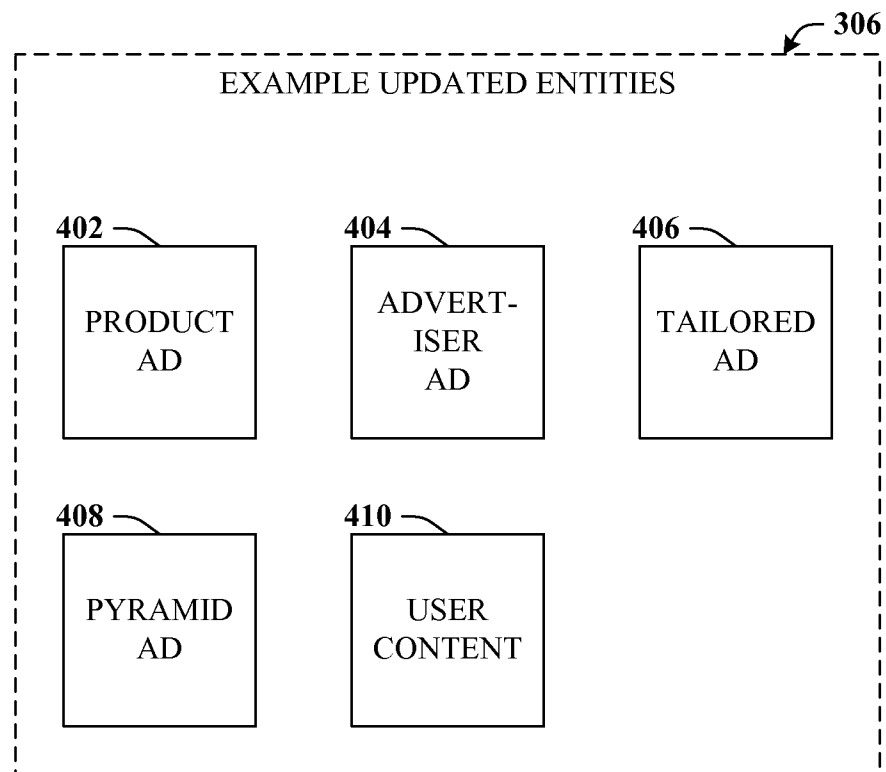 306
EXAMPLE UPDATED ENTITIES
402
404
406
PRODUCT
AD
ADVERT-
ISER
AD
TAILORED
AD
408
410
PYRAMID
AD
USER
CONTENT